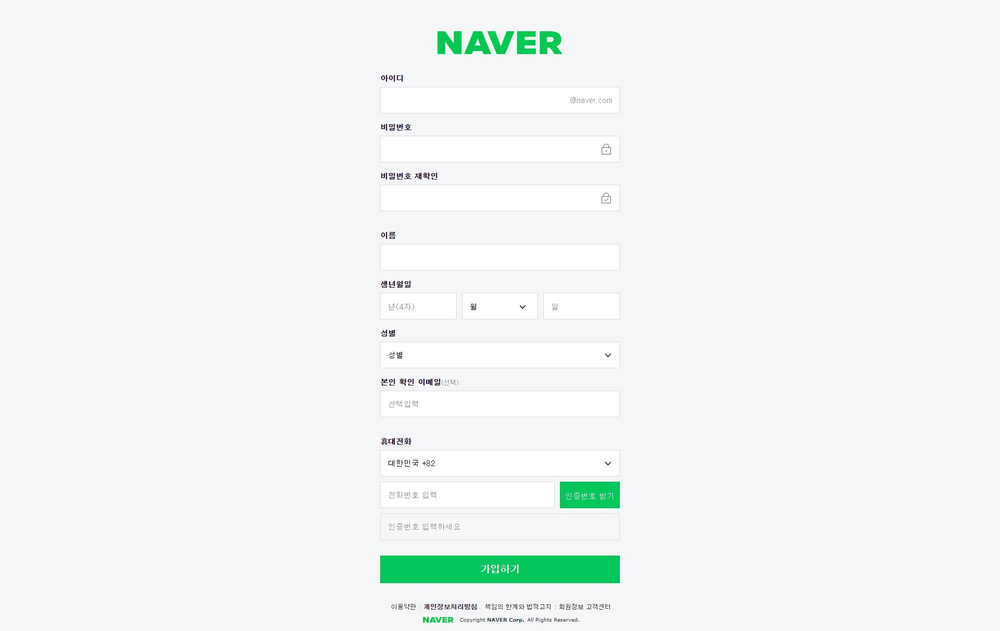 NAVER
아이디
@naver.com
비밀번호
비밀번호 재확인
이름
생년월일
년(4자) 월 일
성별
성별
본인 확인 이메일(선택)
선택입력
휴대전화
대한민국 +82
전화번호 입력 인증번호 받기
인증번호 입력하세요
가입하기
이용약관 | 개인정보처리방침 | 책임의 한계와 법적고지 | 회원정보 고객센터
NAVER Copyright NAVER Corp. All Rights Reserved.